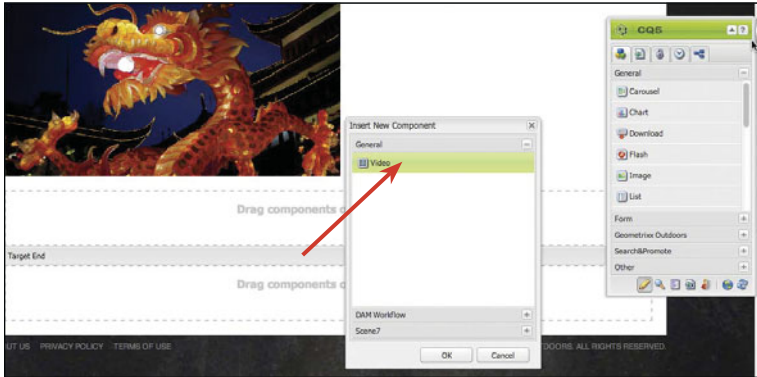 CQ5
General
Carousel
Chart
Download
Flash
Image
List
Form
Geometrixx Outdoors
Search&Promote
Other
Insert New Component
General
Video
DAM Workflow
Scene7
OK Cancel
Drag components
Target End
Drag components
UT US PRIVACY POLICY TERMS OF USE
DOORS. ALL RIGHTS RESERVED.